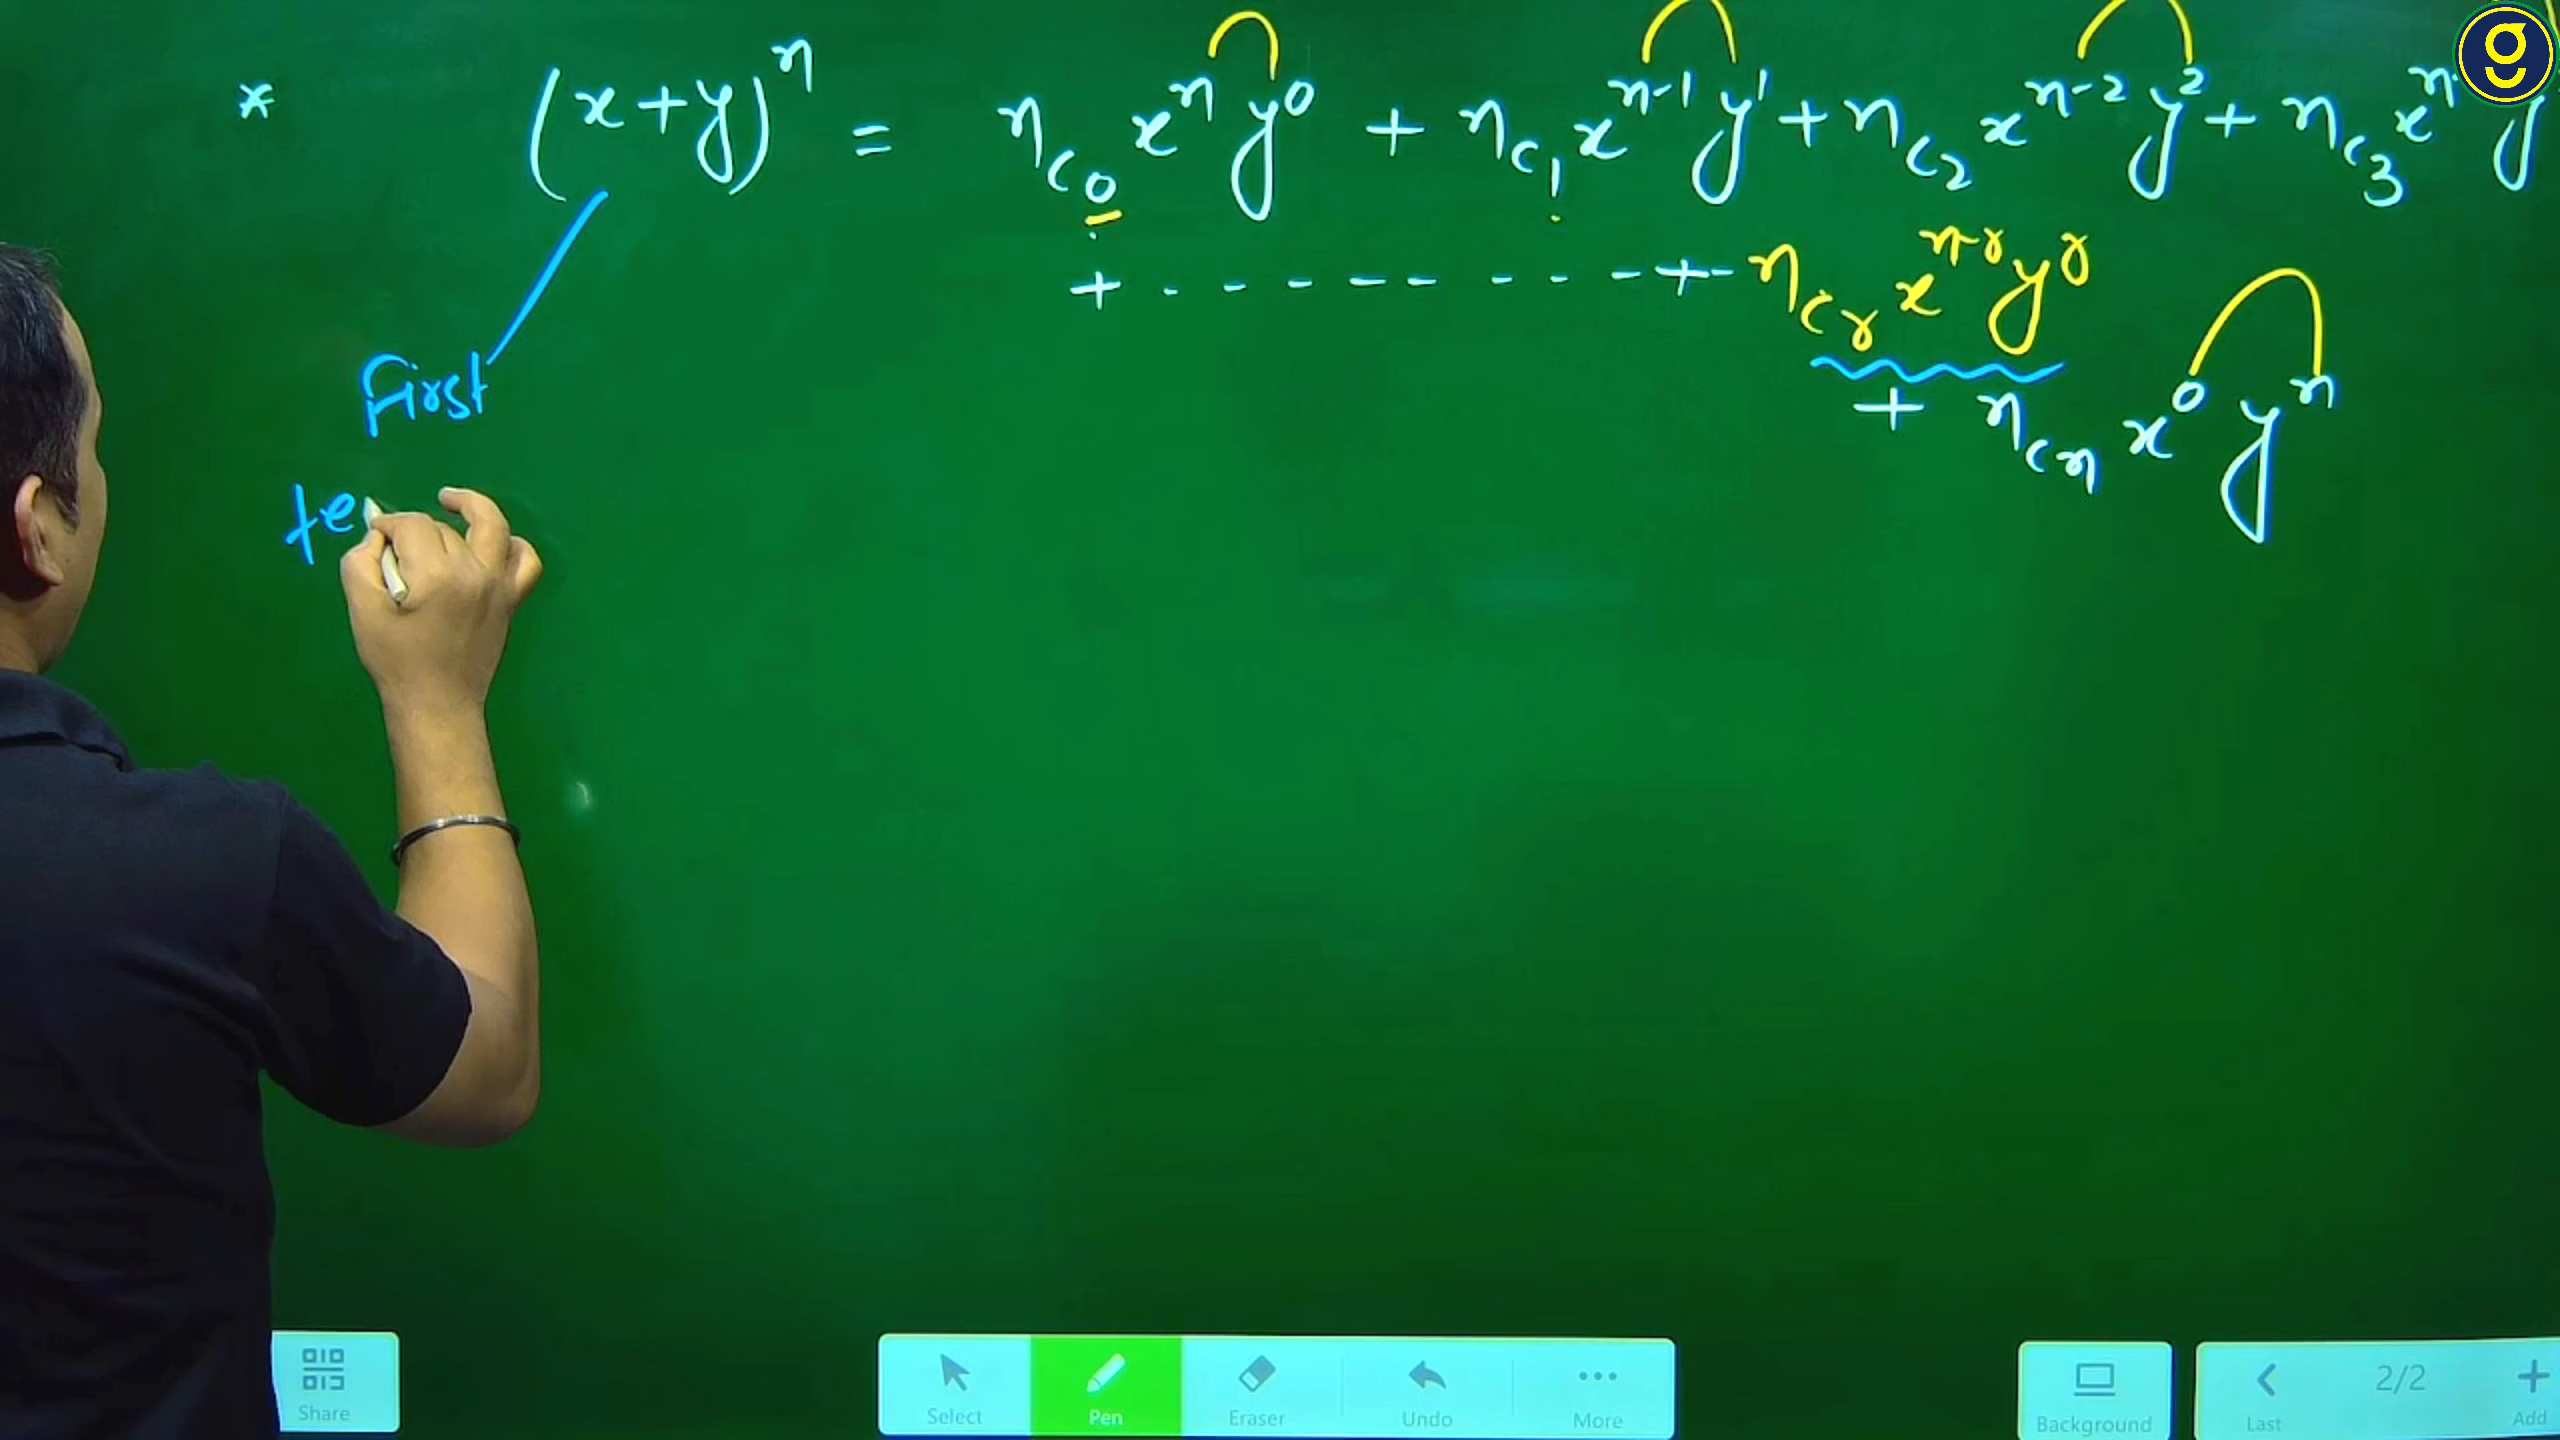 * (x+y)^n = nC0 x^n y^0 + nC1 x^(n-1) y^1 + nC2 x^(n-2) y^2 + nC3 x^n- y
+ - - - - - - - - + - nCr x^(n-r) y^r
+ nCn x^0 y^n
First
te
Share
Select
Pen
Eraser
Undo
More
Background
Last
2/2
Add